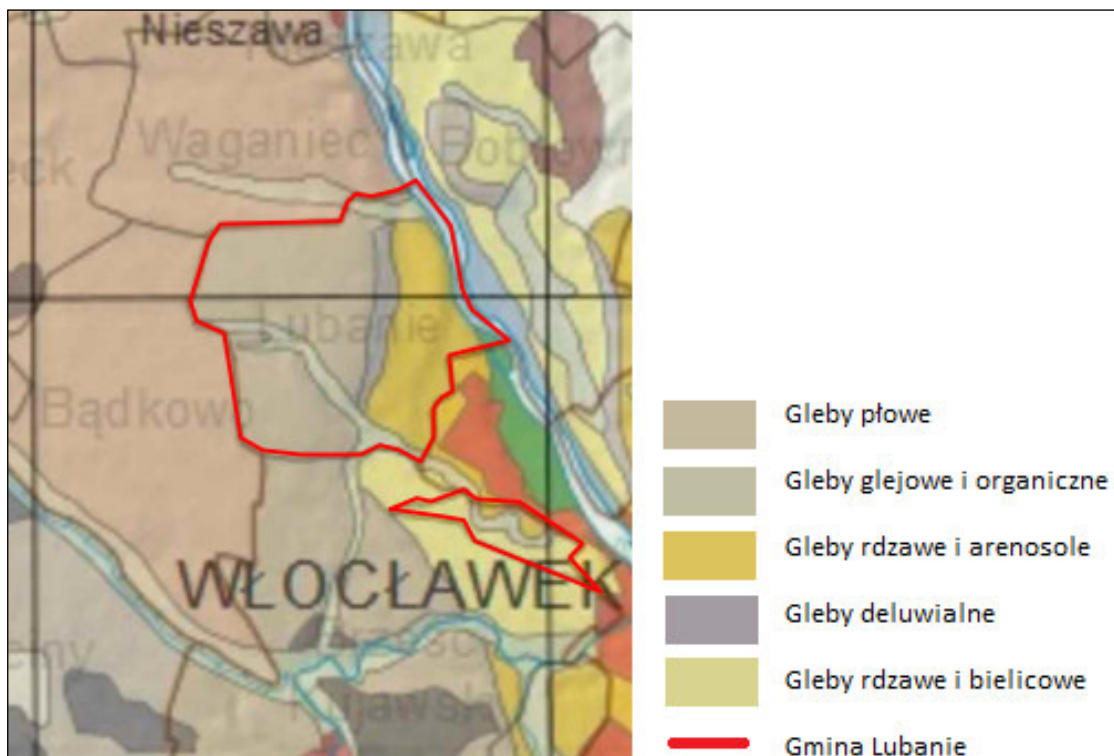 Nieszawa
Waganiec
Lubanie
Bądkowo
WŁOCŁAWEK
Gleby płowe
Gleby glejowe i organiczne
Gleby rdzawe i arenosole
Gleby deluwialne
Gleby rdzawe i bielicowe
Gmina Lubanie